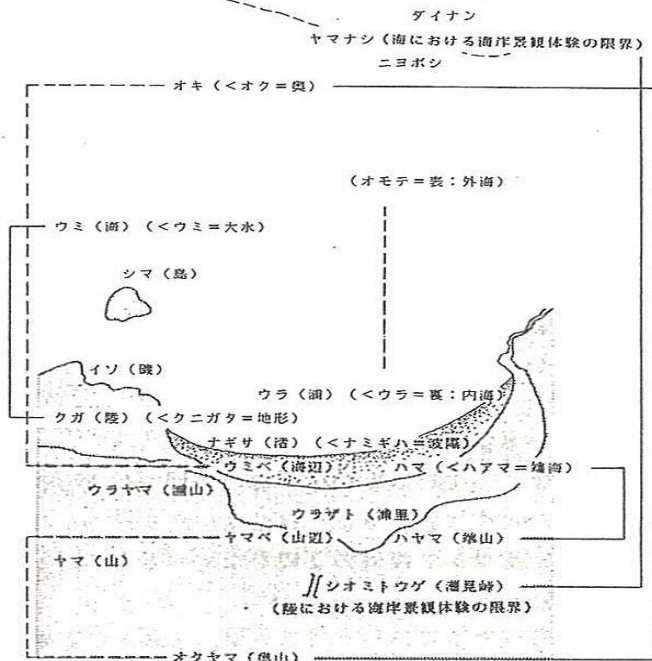 ダイナン
ヤマナシ（海における海洋景観体験の限界）
ニヨボシ
オキ（＜オク＝奥）
（オモテ＝表：外海）
ウミ（海）（＜ウミ＝大水）
シマ（島）
イソ（磯）
ウラ（浦）（＜ウラ＝裏：内海）
クガ（陸）（＜クニガタ＝地形）
ナギサ（渚）（＜ナミギハ＝波限）
ウミベ（海辺）
ハマ（＜ハアマ＝端海）
ウラヤマ（浦山）
ウラザト（浦里）
ヤマベ（山辺）
ハヤマ（端山）
ヤマ（山）
シオミトウゲ（潮見峠）
（陸における海岸景観体験の限界）
オクヤマ（奥山）